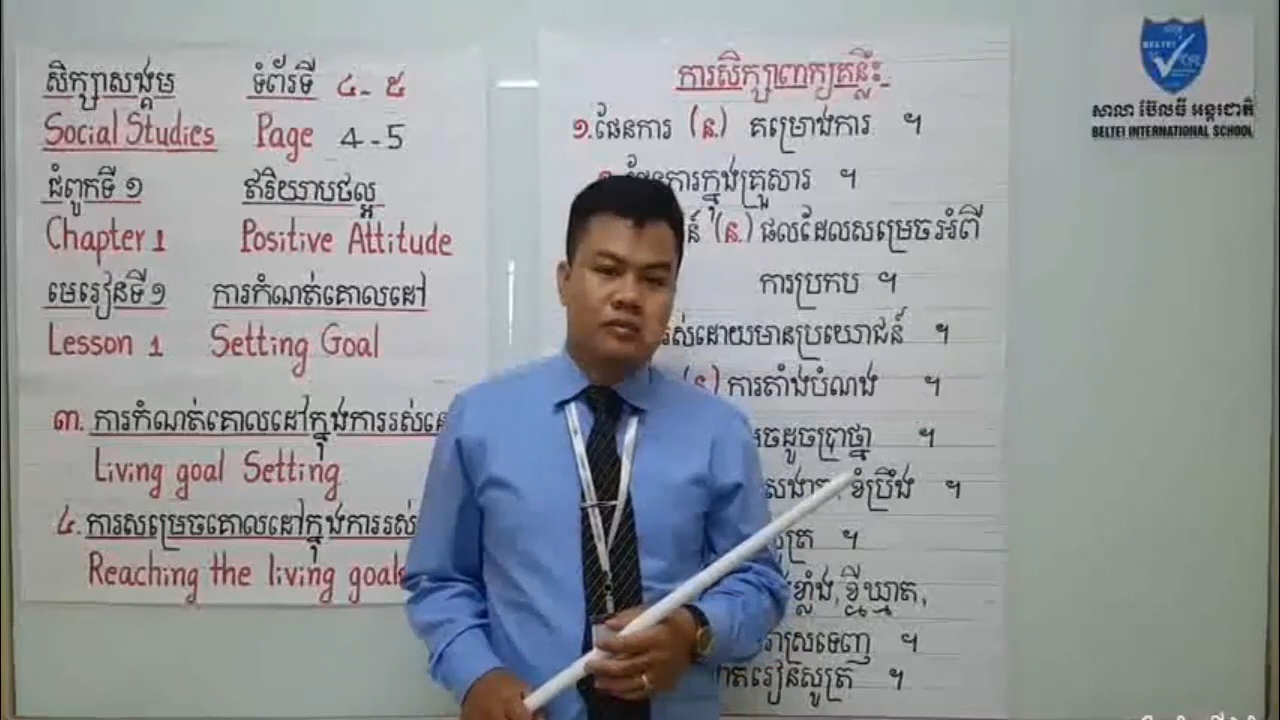 សិក្សាសង្គម ទំព័រទី ៤- ៥
Social Studies Page 4-5
ជំពូកទី ១ ឥរិយាបថល្អ
Chapter 1 Positive Attitude
មេរៀនទី១ ការកំណត់គោលដៅ
Lesson 1 Setting Goal
៣. ការកំណត់គោលដៅក្នុងការរស់នៅ
Living goal Setting
៤. ការសម្រេចគោលដៅក្នុងការរស់
Reaching the living goals
ការសិក្សាពាក្យគន្លឹះ
១.ផែនការ (ន.) គម្រោងការ ។
ផែនការក្នុងគ្រួសារ ។
(ន.) ផលដែលសម្រេចអំពី
ការប្រកប ។
រស់ដោយមានប្រយោជន៍ ។
(ន) ការតាំងបំណង ។
ដូចប្រាថ្នា ។
ខំប្រឹង ។
។
ខ្លាំង, ខ្មីឃ្មាត,
។
រៀនសូត្រ ។
BELTEI
សាលា ប៊ែលធី អន្តរជាតិ
BELTEI INTERNATIONAL SCHOOL